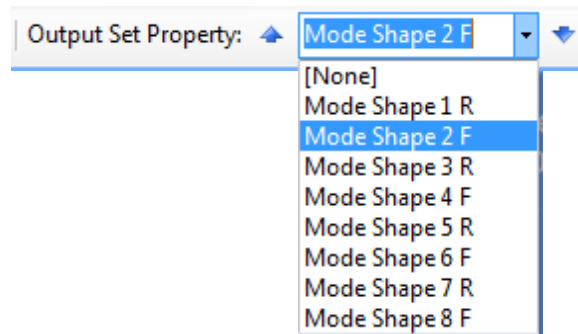 Output Set Property: Mode Shape 2 F
[None]
Mode Shape 1 R
Mode Shape 2 F
Mode Shape 3 R
Mode Shape 4 F
Mode Shape 5 R
Mode Shape 6 F
Mode Shape 7 R
Mode Shape 8 F